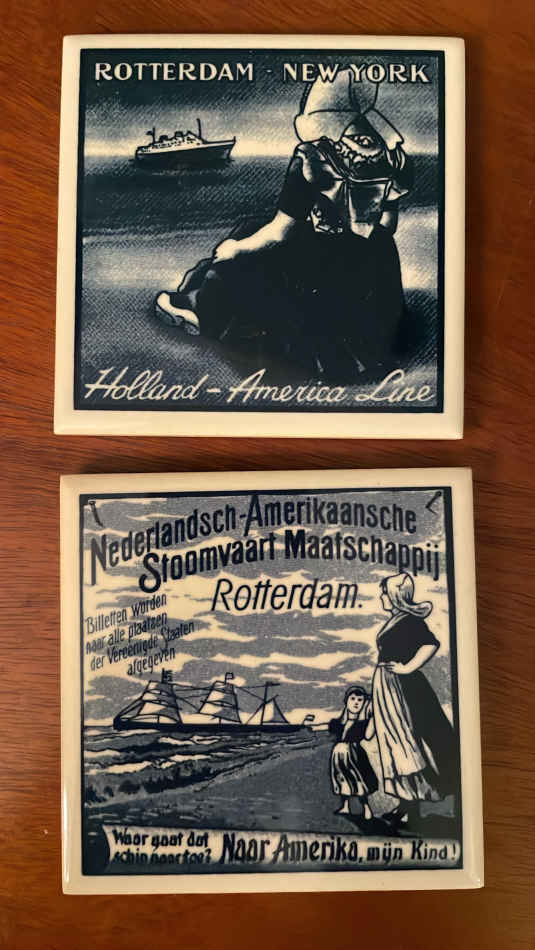 ROTTERDAM - NEW YORK
Holland - America Line
Nederlandsch-Amerikaansche
Stoomvaart Maatschappij
Rotterdam.
Billetten worden
naar alle plaatsen
der Vereenigde Staaten
afgegeven
Waar gaat dat
schip naar toe? Naar Amerika, mijn Kind!